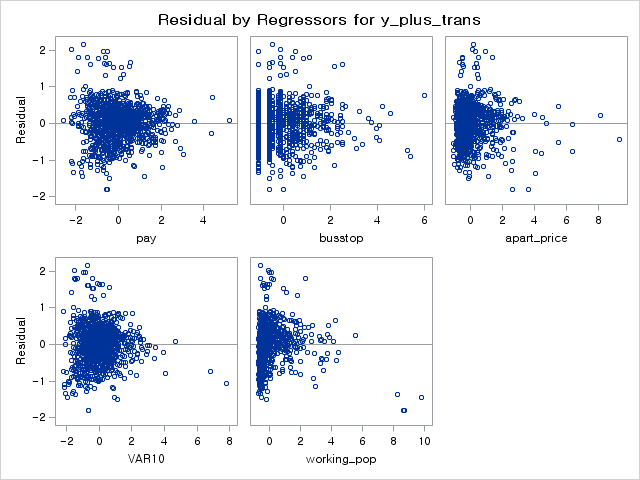 Residual by Regressors for y_plus_trans
Residual
2
1
0
−1
−2
−2 0 2 4
pay
0 2 4 6
busstop
0 2 4 6 8
apart_price
Residual
2
1
0
−1
−2
−2 0 2 4 6 8
VAR10
0 2 4 6 8 10
working_pop